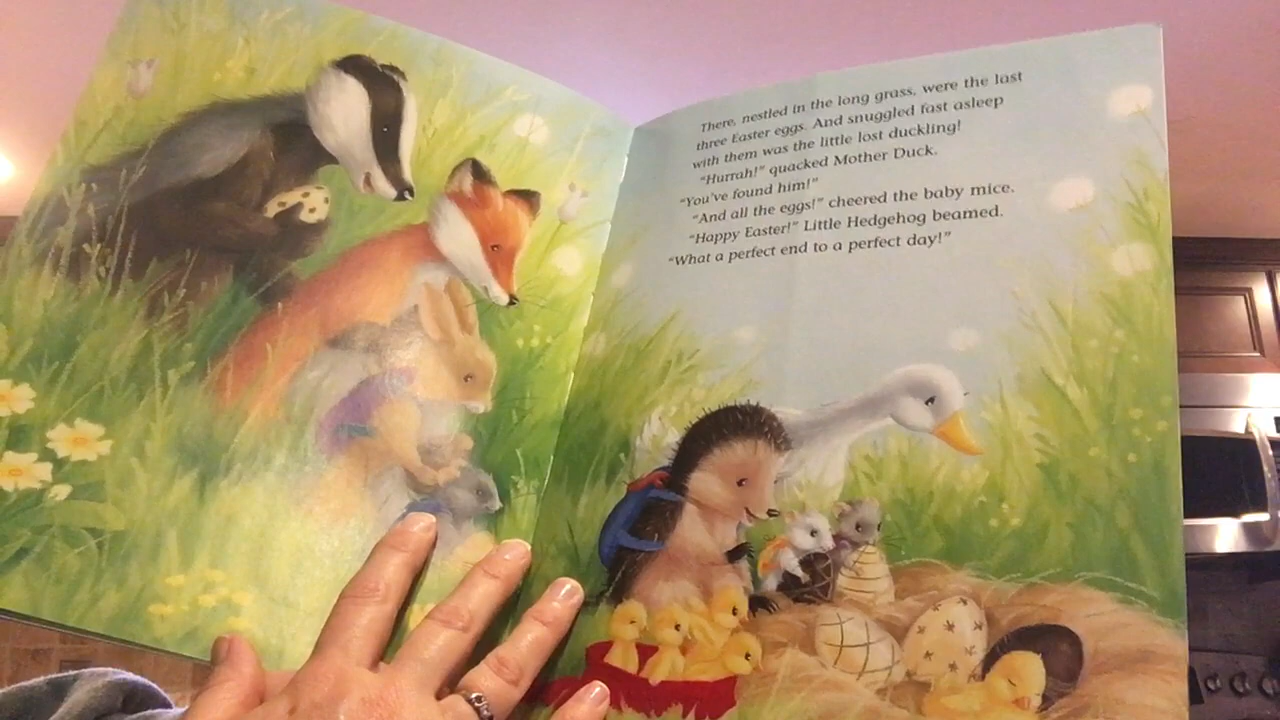 There, nestled in the long grass, were the last
three Easter eggs. And snuggled fast asleep
with them was the little lost duckling!
"Hurrah!" quacked Mother Duck.
"You've found him!"
"And all the eggs!" cheered the baby mice.
"Happy Easter!" Little Hedgehog beamed.
"What a perfect end to a perfect day!"